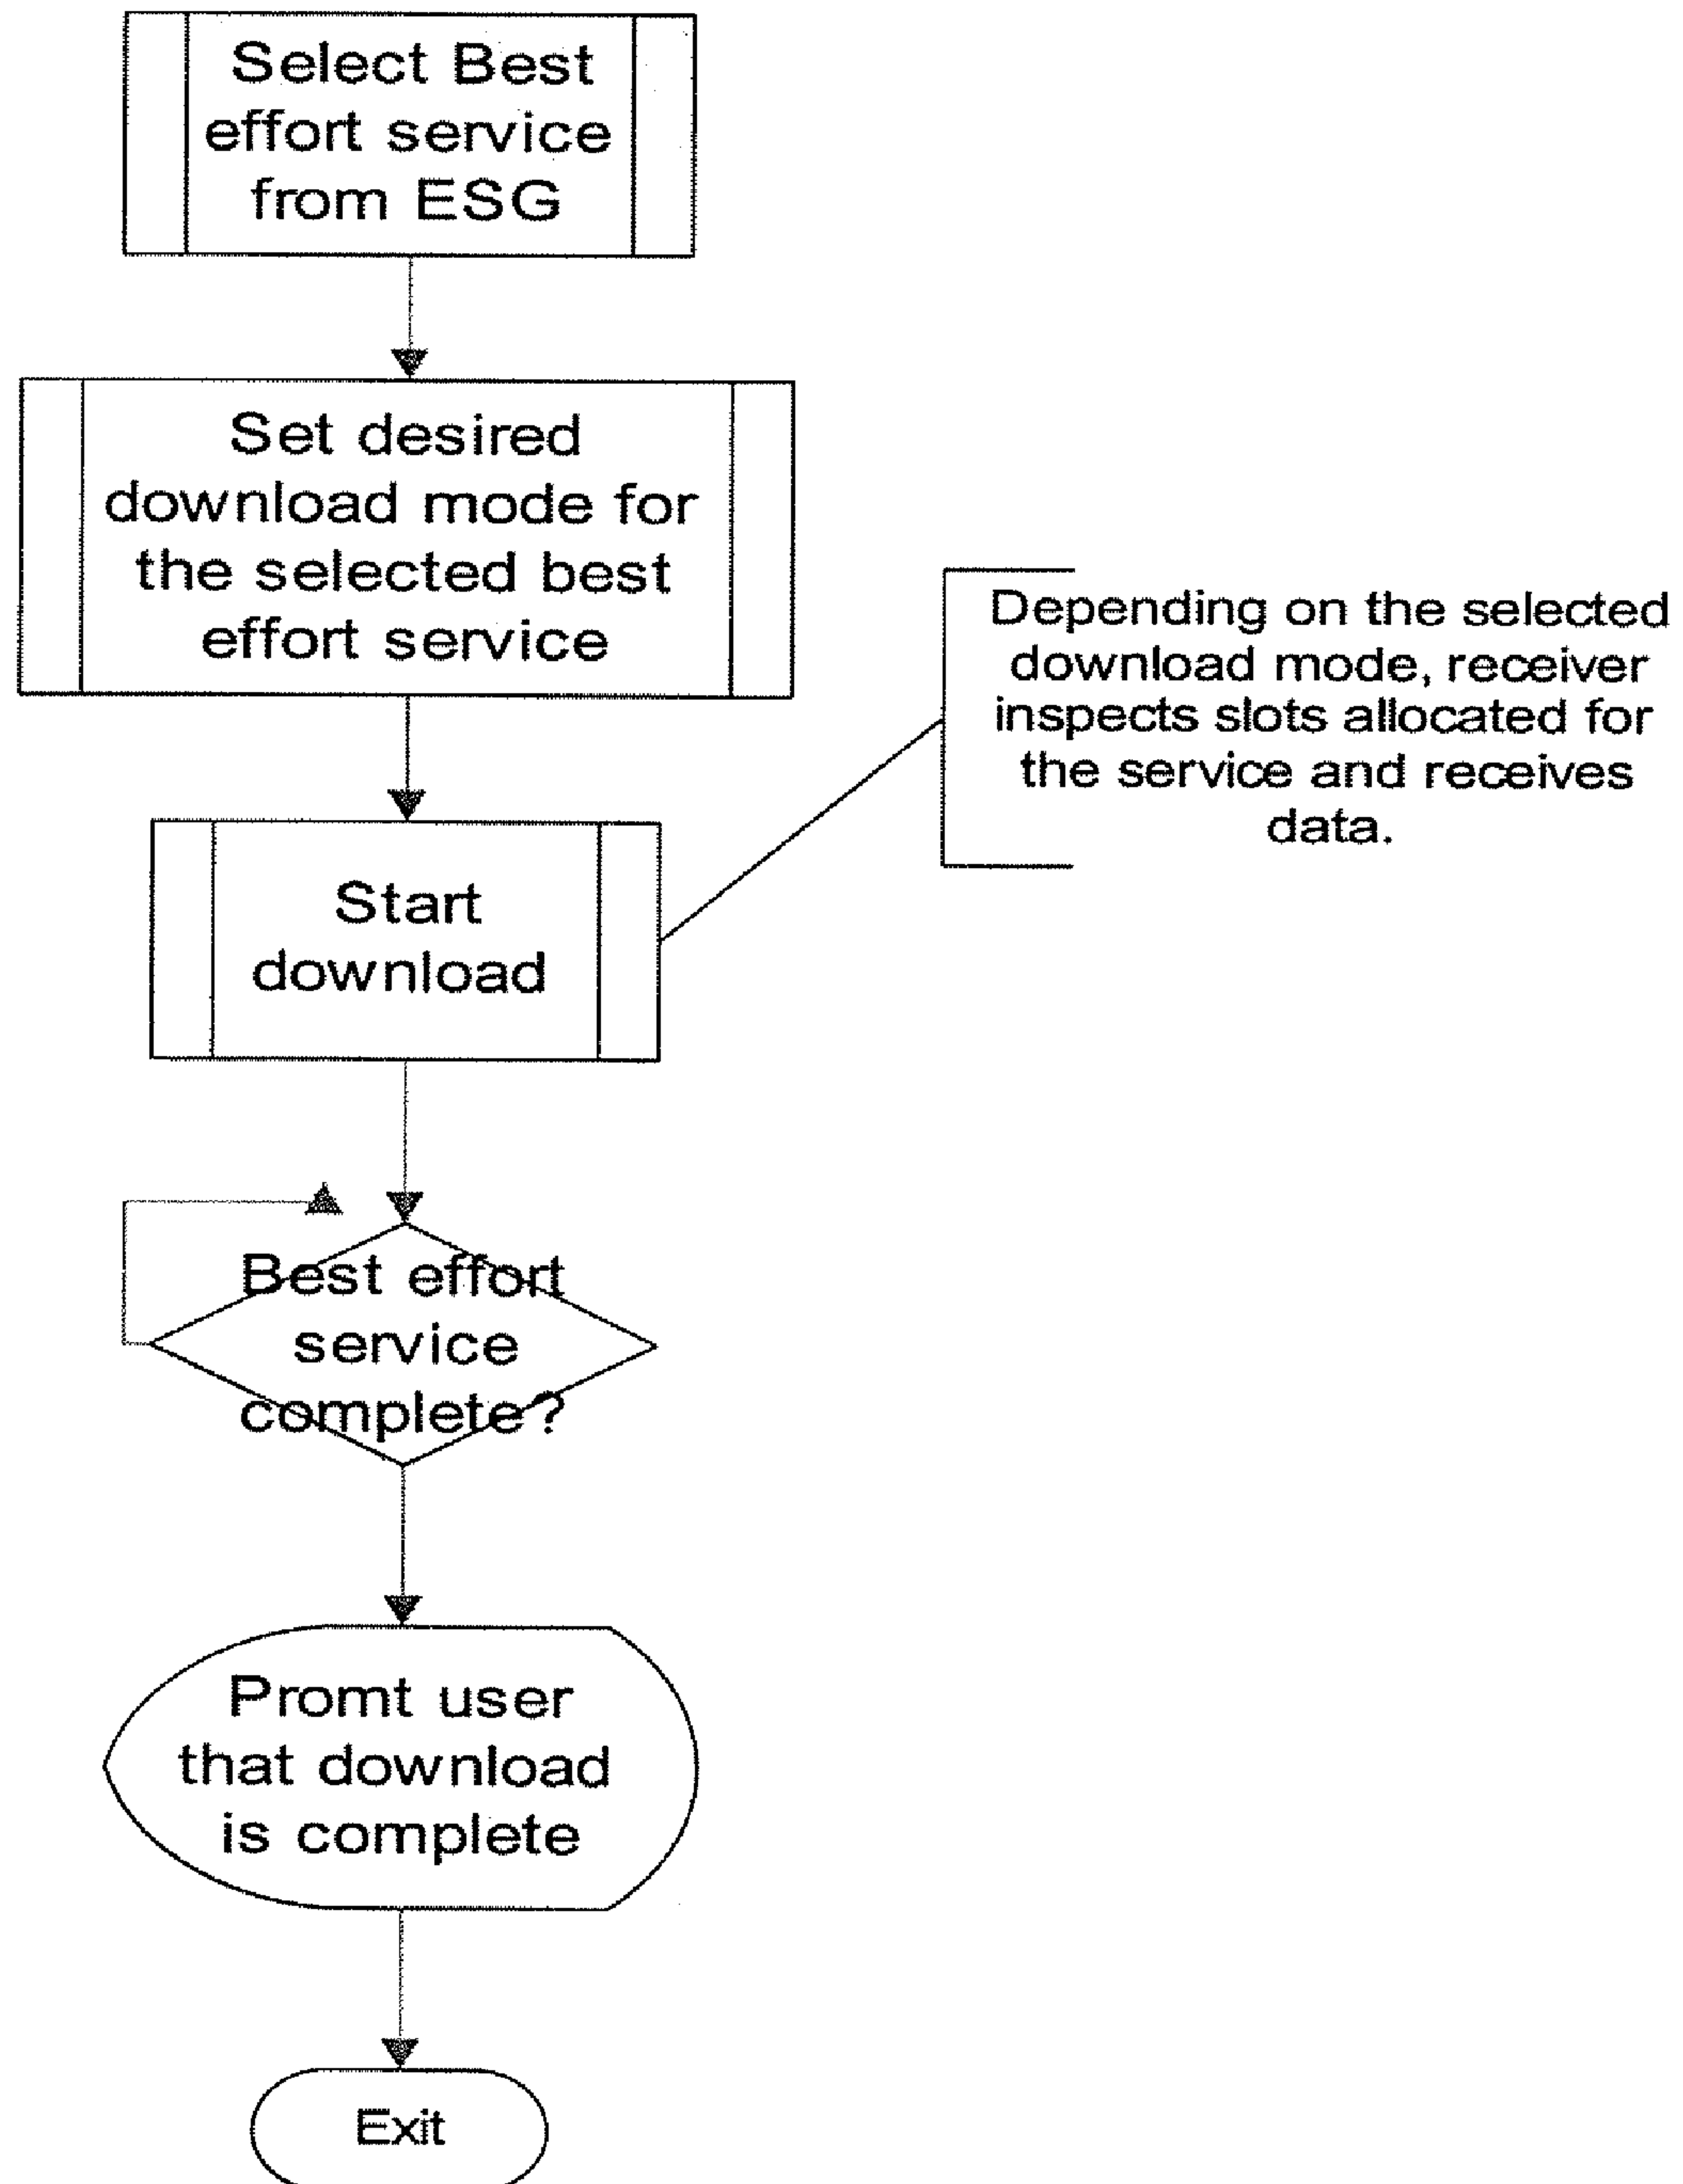 Select Best
effort service
from ESG
Set desired
download mode for
the selected best
effort service
Depending on the selected
download mode, receiver
inspects slots allocated for
the service and receives
data.
Start
download
Best effort
service
complete?
Promt user
that download
is complete
Exit